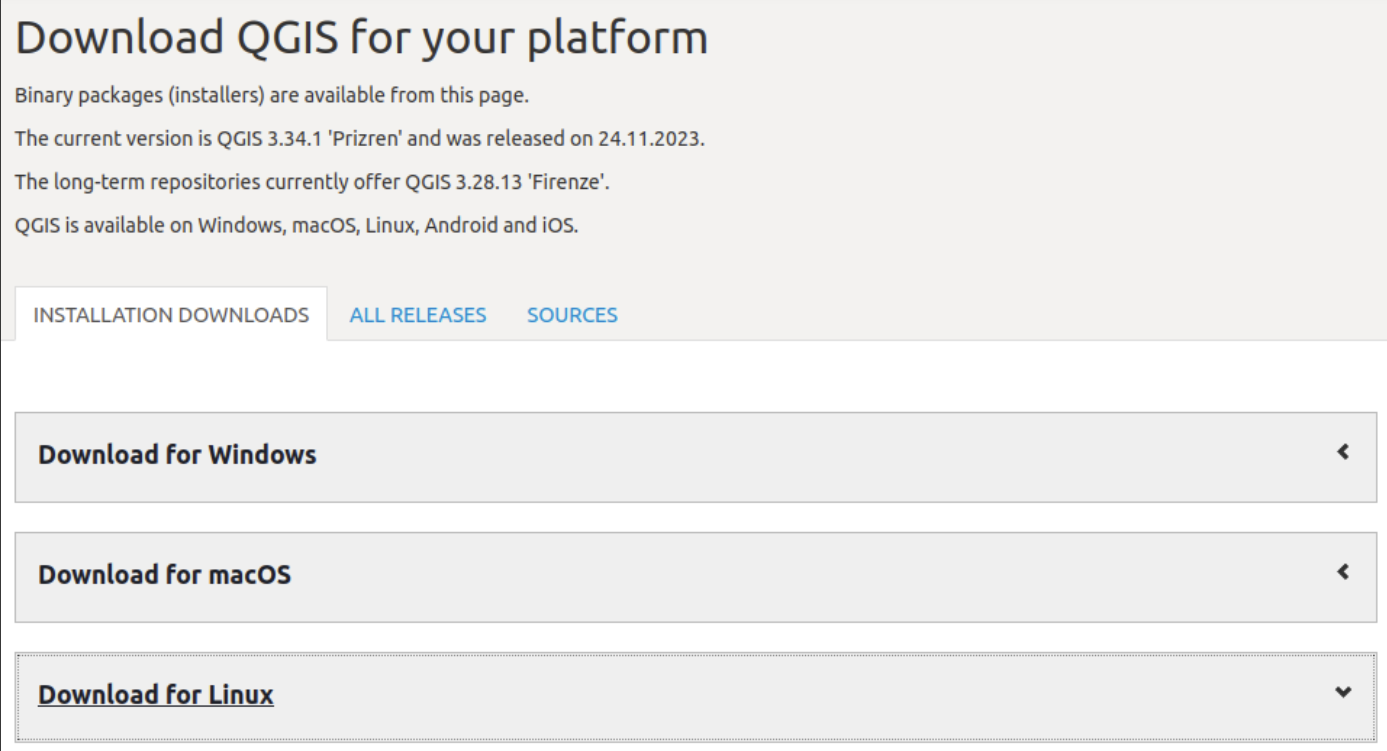 Download QGIS for your platform
Binary packages (installers) are available from this page.
The current version is QGIS 3.34.1 'Prizren' and was released on 24.11.2023.
The long-term repositories currently offer QGIS 3.28.13 'Firenze'.
QGIS is available on Windows, macOS, Linux, Android and iOS.
INSTALLATION DOWNLOADS ALL RELEASES SOURCES
Download for Windows
Download for macOS
Download for Linux